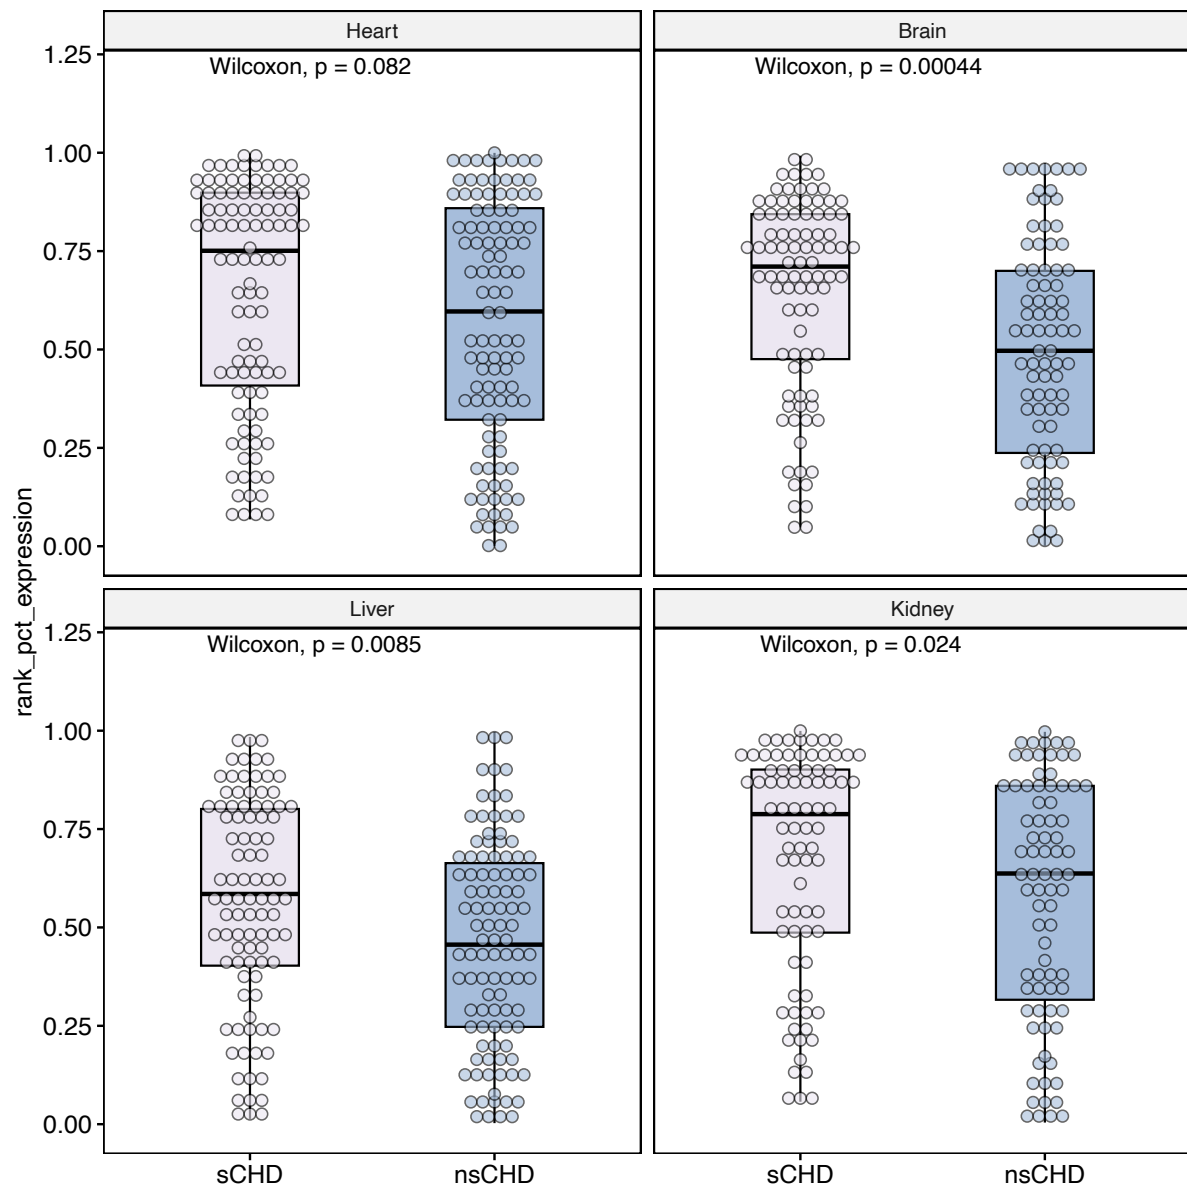 Heart
Brain
Wilcoxon, p = 0.082
Wilcoxon, p = 0.00044
1.25
1.00
0.75
0.50
0.25
0.00
rank_pct_expression
Liver
Kidney
Wilcoxon, p = 0.0085
Wilcoxon, p = 0.024
1.25
1.00
0.75
0.50
0.25
0.00
sCHD
nsCHD
sCHD
nsCHD